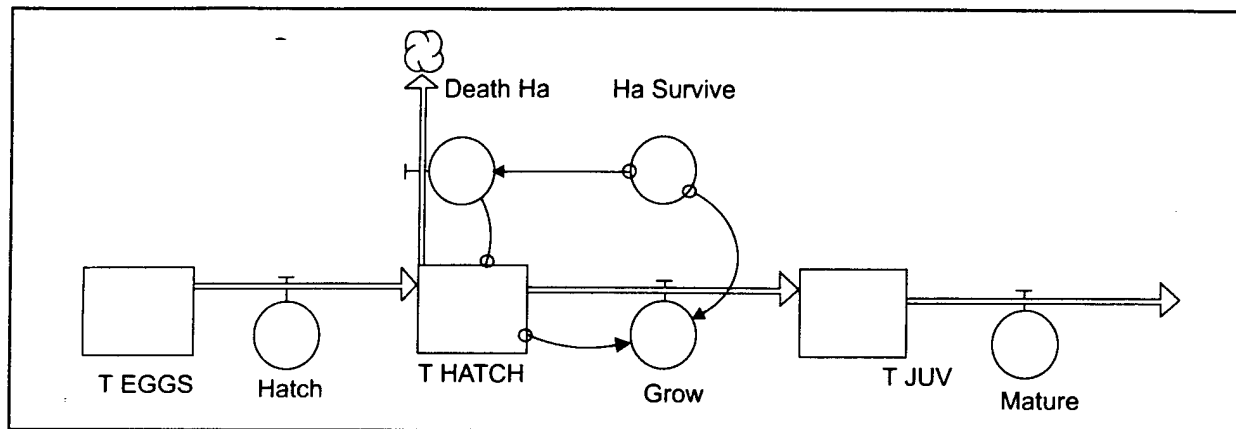 Death Ha
Ha Survive
T EGGS
Hatch
T HATCH
Grow
T JUV
Mature